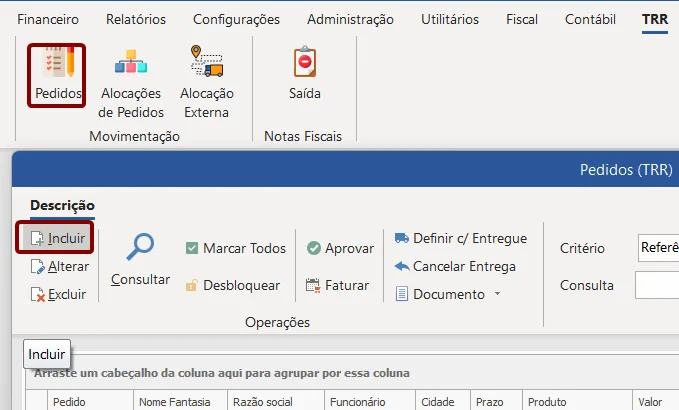 Financeiro Relatórios Configurações Administração Utilitários Fiscal Contábil TRR
Pedidos Alocações de Pedidos Alocação Externa Saída
Movimentação Notas Fiscais
Pedidos (TRR)
Descrição
Incluir
Alterar
Excluir
Consultar
Marcar Todos
Desbloquear
Aprovar
Faturar
Definir c/ Entregue
Cancelar Entrega
Documento
Critério Referê
Consulta
Operações
Incluir
Arraste um cabeçalho da coluna aqui para agrupar por essa coluna
Pedido Nome Fantasia Razão social Funcionário Cidade Prazo Produto Valor